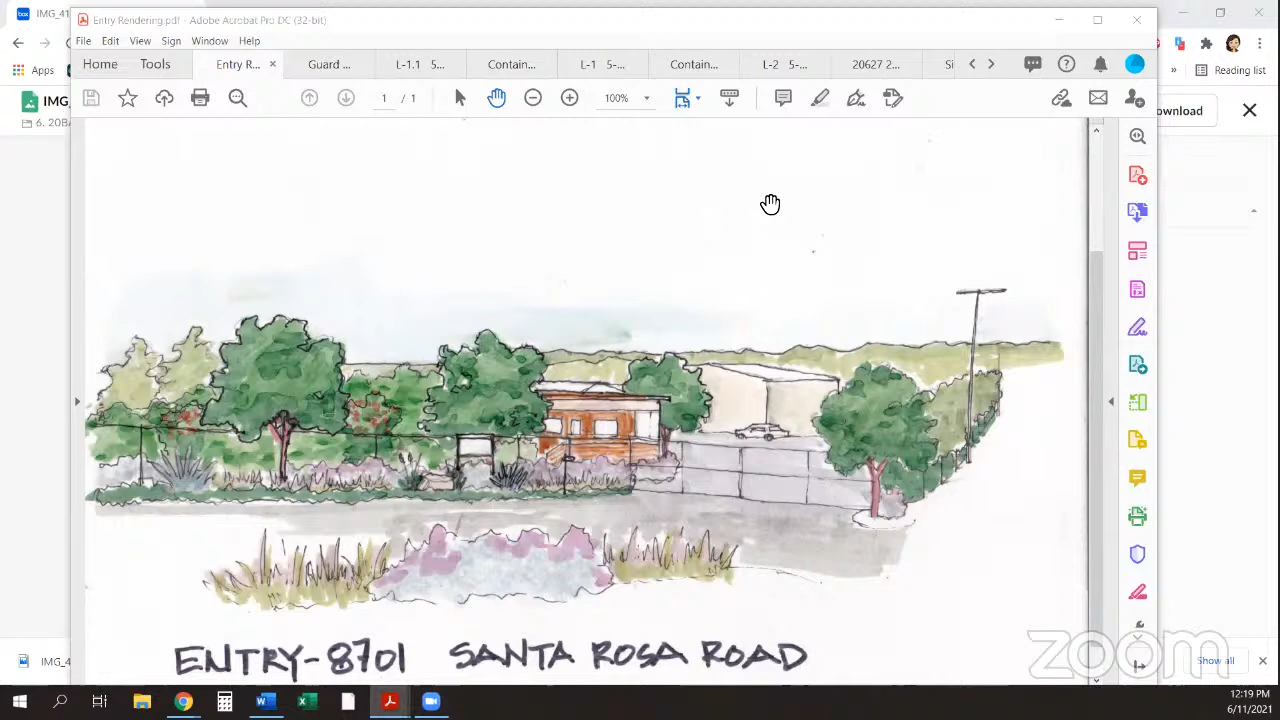 IMG_41
Entry Rendering.pdf - Adobe Acrobat Pro DC (32-bit)
File Edit View Sign Window Help
Home Tools Entry R... × Guard ... L-1.1 5... Contain... L-1 5-... Contain... L-2 5-... 20627 2... Si
Apps
Reading list
1 / 1
100%
IMG_
ownload
6. 20BA
ENTRY-8701 SANTA ROSA ROAD
zoom
IMG_4
Show all
12:19 PM
6/11/2021